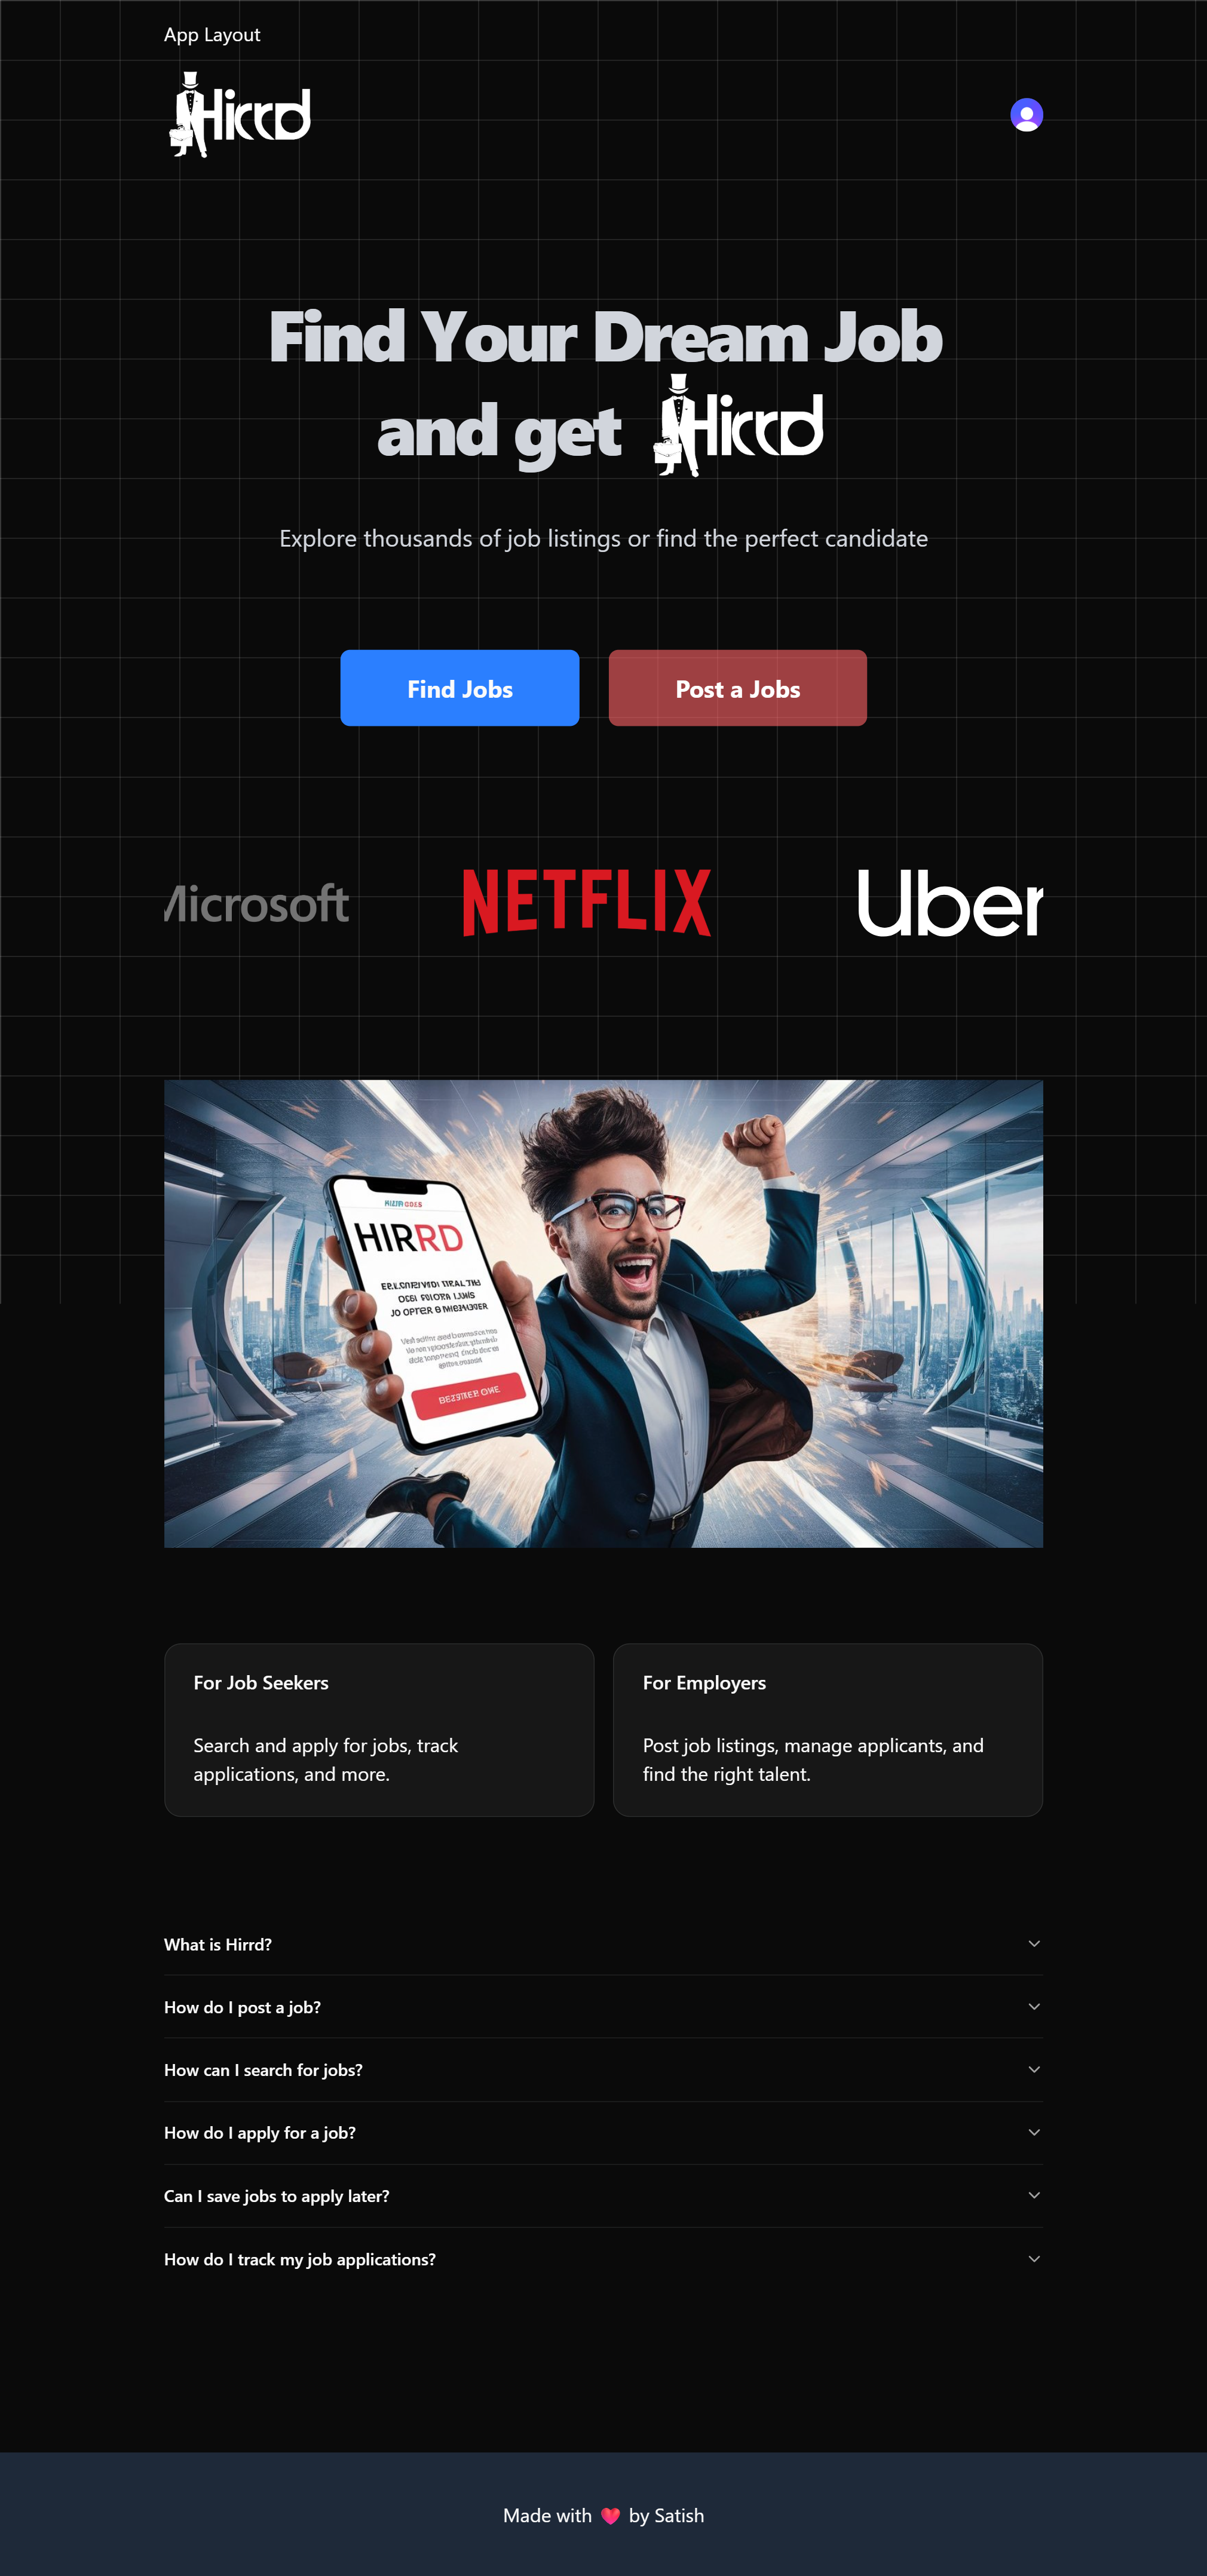 App Layout
Hirrd
Find Your Dream Job
and get Hirrd
Explore thousands of job listings or find the perfect candidate
Find Jobs
Post a Jobs
Microsoft
NETFLIX
Uber
HIRRD
For Job Seekers
Search and apply for jobs, track
applications, and more.
For Employers
Post job listings, manage applicants, and
find the right talent.
What is Hirrd?
How do I post a job?
How can I search for jobs?
How do I apply for a job?
Can I save jobs to apply later?
How do I track my job applications?
Made with ❤️ by Satish